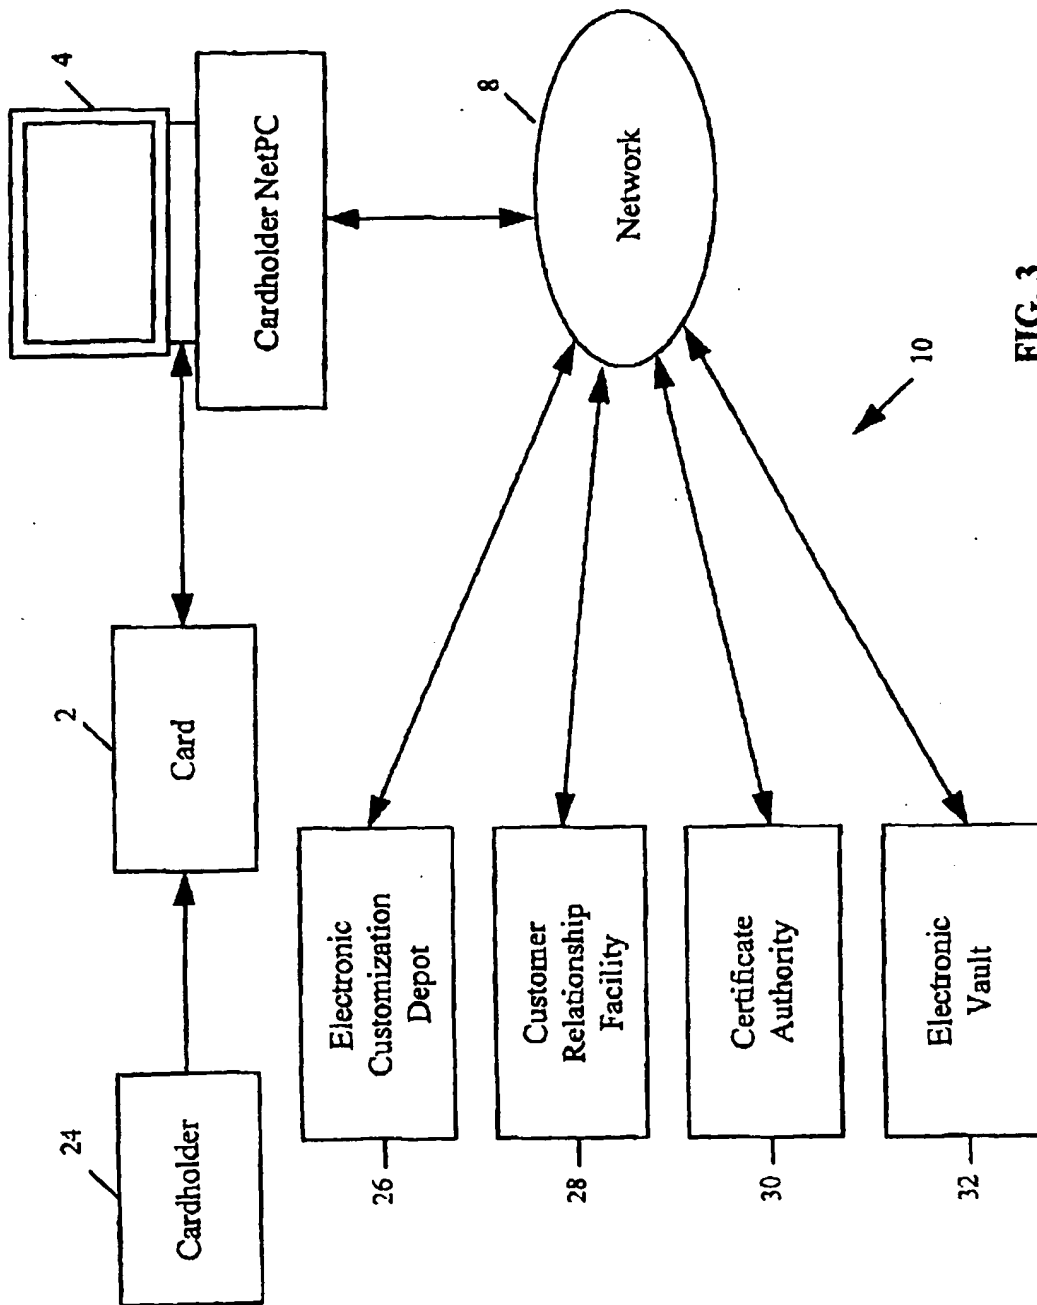 24
Cardholder
2
Card
4
Cardholder NetPC
26
Electronic
Customization
Depot
28
Customer
Relationship
Facility
30
Certificate
Authority
32
Electronic
Vault
8
Network
10
FIG. 3